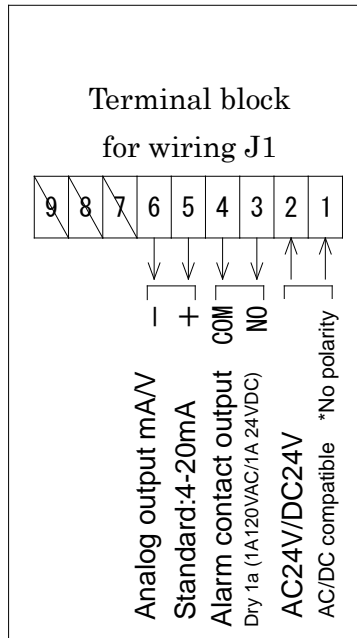 Terminal block
for wiring J1
9 8 7 6 5 4 3 2 1
− + COM NO
Analog output mA/V
Standard:4-20mA
Alarm contact output
Dry 1a (1A120VAC/1A 24VDC)
AC24V/DC24V
AC/DC compatible *No polarity